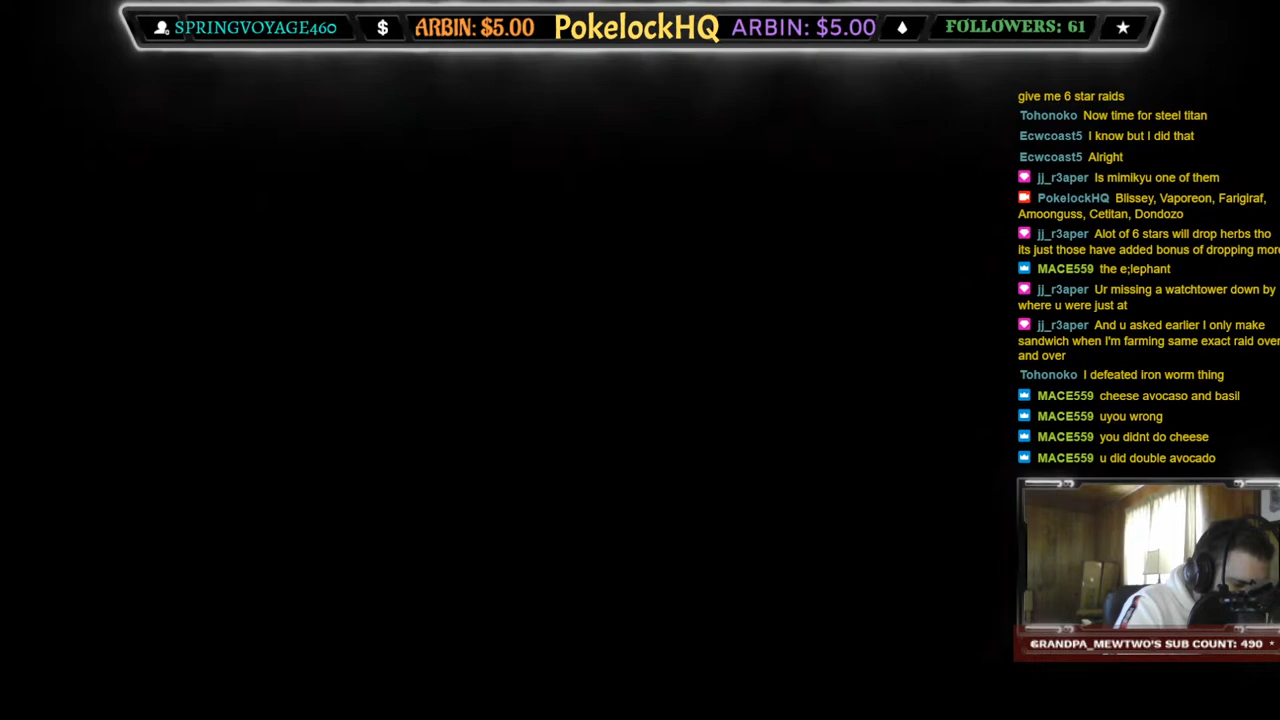 SPRINGVOYAGE460 $ ARBIN: $5.00 PokelockHQ ARBIN: $5.00 FOLLOWERS: 61
give me 6 star raids
Tohonoko Now time for steel titan
Ecwcoast5 I know but I did that
Ecwcoast5 Alright
jj_r3aper Is mimikyu one of them
PokelockHQ Blissey, Vaporeon, Farigiraf,
Amoonguss, Cetitan, Dondozo
jj_r3aper Alot of 6 stars will drop herbs tho
its just those have added bonus of dropping more
MACE559 the e;lephant
jj_r3aper Ur missing a watchtower down by
where u were just at
jj_r3aper And u asked earlier I only make
sandwich when I'm farming same exact raid over
and over
Tohonoko I defeated iron worm thing
MACE559 cheese avocaso and basil
MACE559 uyou wrong
MACE559 you didnt do cheese
MACE559 u did double avocado
GRANDPA_MEWTWO'S SUB COUNT: 490 *